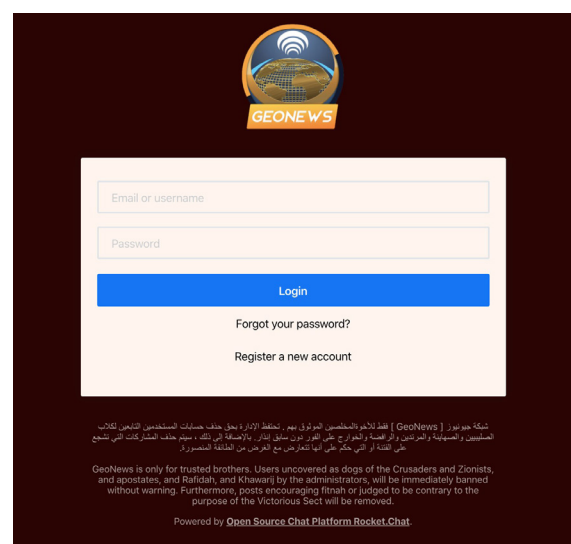 GEONEWS
Email or username
Password
Login
Forgot your password?
Register a new account
شبكة جيونيوز [ GeoNews ] فقط للأخوةالمخلصين الموثوق بهم . تحتفظ الادارة بحق حذف حسابات المستخدمين التابعين لكلاب
الصليبيين والصهاينة والمرتدين والرافضة والخوارج على الفور دون سابق إنذار. بالإضافة إلى ذلك ، سيتم حذف المشاركات التي تشجع
على الفتنة أو التي حكم على أنها تتعارض مع الغرض من الطائفة المنصورة.
GeoNews is only for trusted brothers. Users uncovered as dogs of the Crusaders and Zionists,
and apostates, and Rafidah, and Khawarij by the administrators, will be immediately banned
without warning. Furthermore, posts encouraging fitnah or judged to be contrary to the
purpose of the Victorious Sect will be removed.
Powered by Open Source Chat Platform Rocket.Chat.